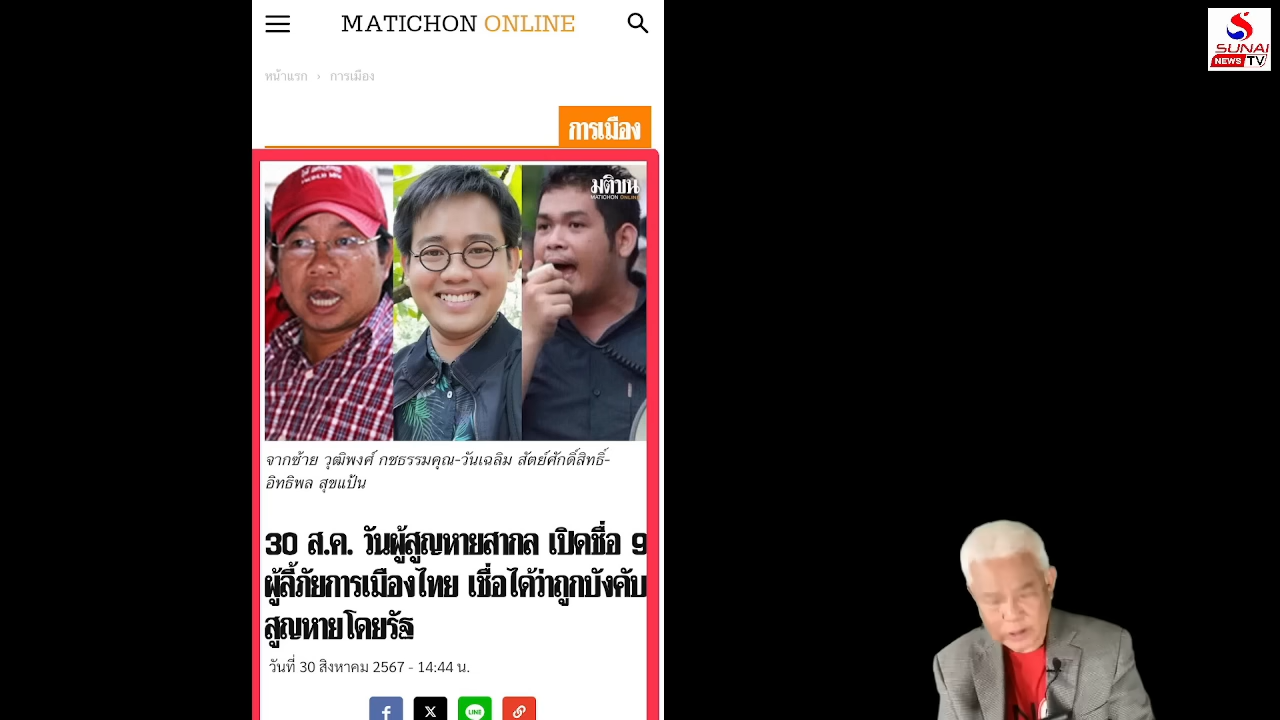 MATICHON ONLINE
SUNAI
NEWS TV
หน้าแรก › การเมือง
การเมือง
มติชน
MATICHON ONLINE
จากซ้าย วุฒิพงศ์ กชธรรมคุณ-วันเฉลิม สัตย์ศักดิ์สิทธิ์-
อิทธิพล สุขแป้น
30 ส.ค. วันผู้สูญหายสากล เปิดชื่อ 9
ผู้ลี้ภัยการเมืองไทย เชื่อได้ว่าถูกบังคับ
สูญหายโดยรัฐ
วันที่ 30 สิงหาคม 2567 - 14:44 น.
f X LINE